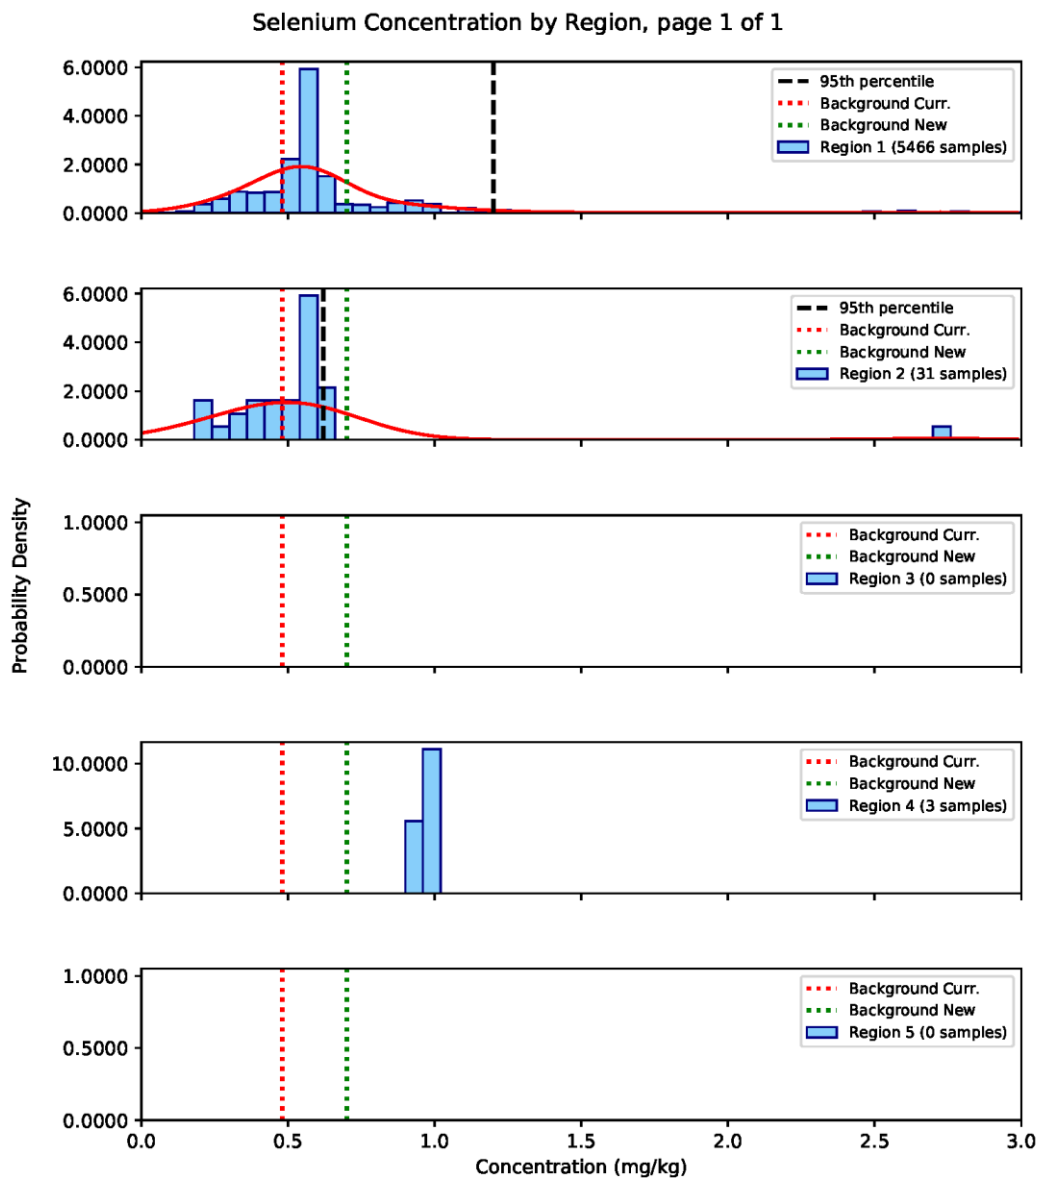 Selenium Concentration by Region, page 1 of 1
6.0000
4.0000
2.0000
0.0000
95th percentile
Background Curr.
Background New
Region 1 (5466 samples)
6.0000
4.0000
2.0000
0.0000
95th percentile
Background Curr.
Background New
Region 2 (31 samples)
Probability Density
1.0000
0.5000
0.0000
Background Curr.
Background New
Region 3 (0 samples)
10.0000
5.0000
0.0000
Background Curr.
Background New
Region 4 (3 samples)
1.0000
0.5000
0.0000
Background Curr.
Background New
Region 5 (0 samples)
0.0 0.5 1.0 1.5 2.0 2.5 3.0
Concentration (mg/kg)